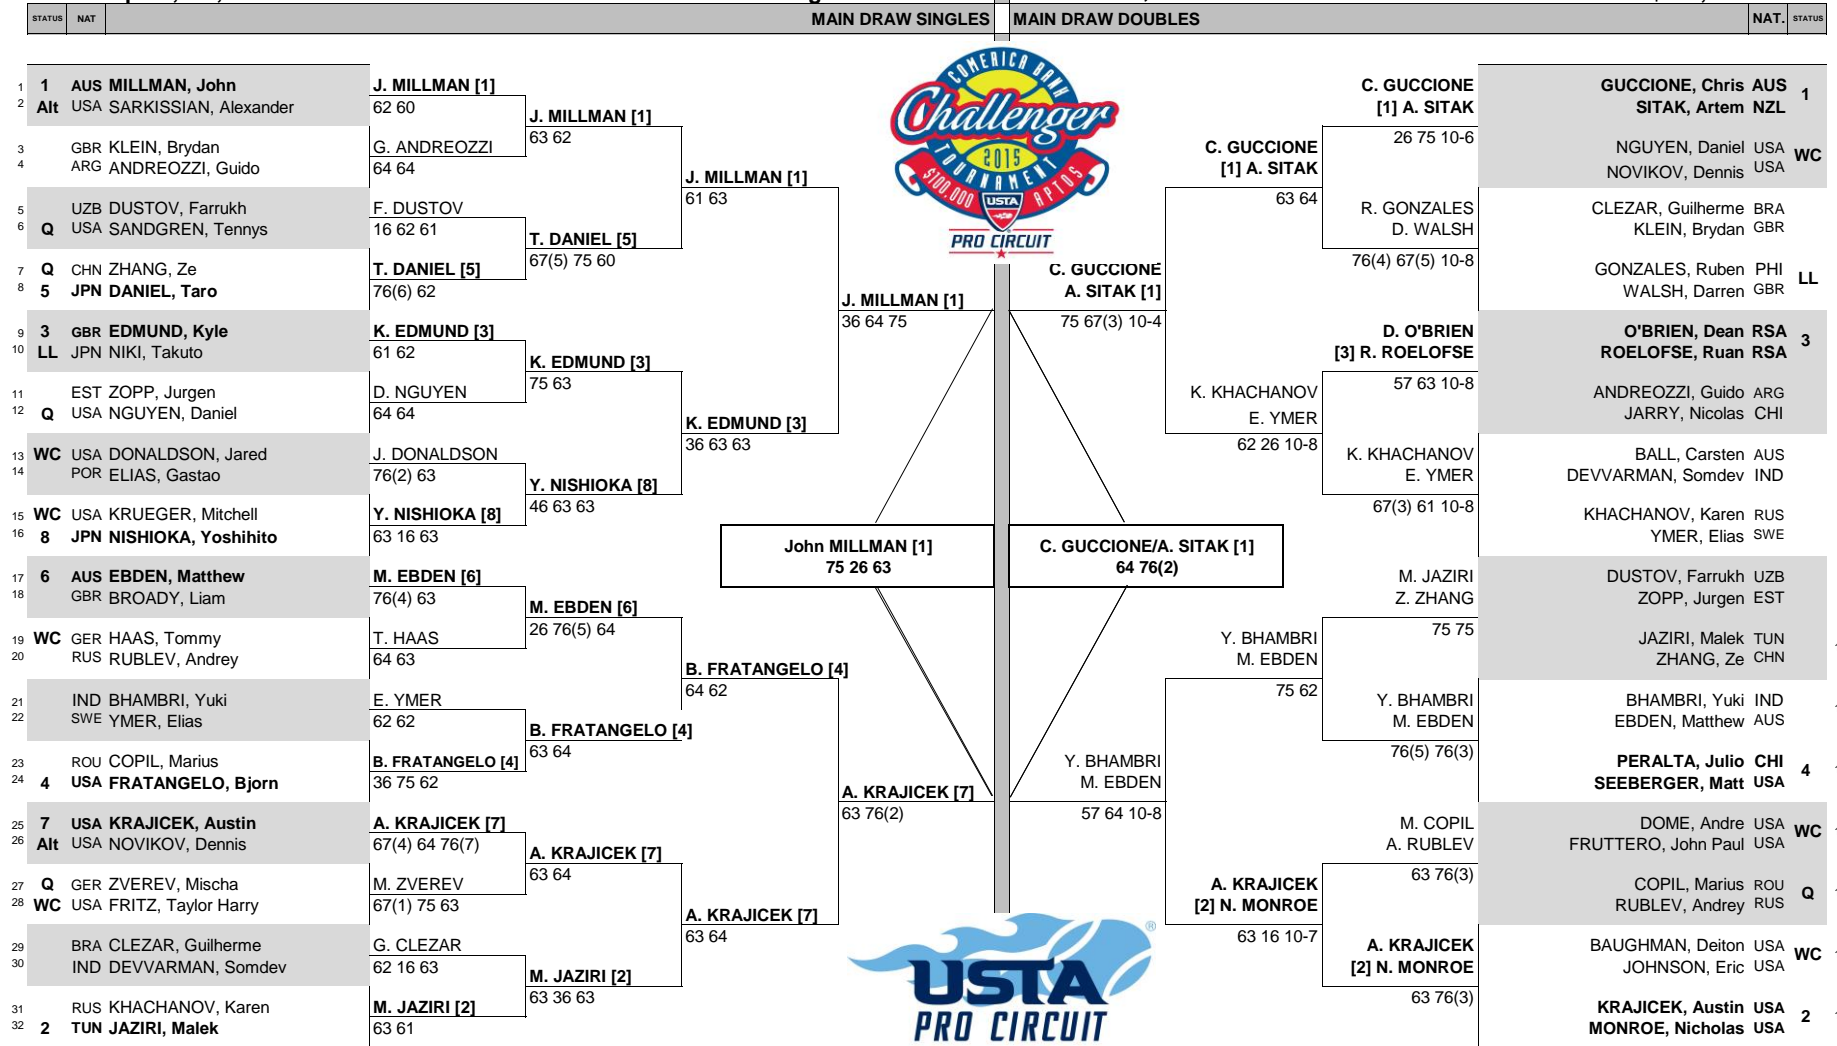 STATUS NAT MAIN DRAW SINGLES MAIN DRAW DOUBLES NAT. STATUS
1 1 AUS MILLMAN, John
2 Alt USA SARKISSIAN, Alexander
3 GBR KLEIN, Brydan
4 ARG ANDREOZZI, Guido
5 UZB DUSTOV, Farrukh
6 Q USA SANDGREN, Tennys
7 Q CHN ZHANG, Ze
8 5 JPN DANIEL, Taro
9 3 GBR EDMUND, Kyle
10 LL JPN NIKI, Takuto
11 EST ZOPP, Jurgen
12 Q USA NGUYEN, Daniel
13 WC USA DONALDSON, Jared
14 POR ELIAS, Gastao
15 WC USA KRUEGER, Mitchell
16 8 JPN NISHIOKA, Yoshihito
17 6 AUS EBDEN, Matthew
18 GBR BROADY, Liam
19 WC GER HAAS, Tommy
20 RUS RUBLEV, Andrey
21 IND BHAMBRI, Yuki
22 SWE YMER, Elias
23 ROU COPIL, Marius
24 4 USA FRATANGELO, Bjorn
25 7 USA KRAJICEK, Austin
26 Alt USA NOVIKOV, Dennis
27 Q GER ZVEREV, Mischa
28 WC USA FRITZ, Taylor Harry
29 BRA CLEZAR, Guilherme
30 IND DEVVARMAN, Somdev
31 RUS KHACHANOV, Karen
32 2 TUN JAZIRI, Malek
J. MILLMAN [1]
62 60
G. ANDREOZZI
64 64
F. DUSTOV
16 62 61
T. DANIEL [5]
76(6) 62
K. EDMUND [3]
61 62
D. NGUYEN
64 64
J. DONALDSON
76(2) 63
Y. NISHIOKA [8]
63 16 63
M. EBDEN [6]
76(4) 63
T. HAAS
64 63
E. YMER
62 62
B. FRATANGELO [4]
36 75 62
A. KRAJICEK [7]
67(4) 64 76(7)
M. ZVEREV
67(1) 75 63
G. CLEZAR
62 16 63
M. JAZIRI [2]
63 61
J. MILLMAN [1]
63 62
T. DANIEL [5]
67(5) 75 60
K. EDMUND [3]
75 63
Y. NISHIOKA [8]
46 63 63
M. EBDEN [6]
26 76(5) 64
B. FRATANGELO [4]
63 64
A. KRAJICEK [7]
63 64
M. JAZIRI [2]
63 36 63
J. MILLMAN [1]
61 63
K. EDMUND [3]
36 63 63
B. FRATANGELO [4]
64 62
A. KRAJICEK [7]
63 64
J. MILLMAN [1]
36 64 75
A. KRAJICEK [7]
63 76(2)
John MILLMAN [1]
75 26 63
COMERICA BANK
Challenger
2015
TOURNAMENT
$100,000 APTOS
USTA
PRO CIRCUIT
C. GUCCIONE/A. SITAK [1]
64 76(2)
C. GUCCIONE
A. SITAK [1]
75 67(3) 10-4
Y. BHAMBRI
M. EBDEN
57 64 10-8
C. GUCCIONE
[1] A. SITAK
63 64
K. KHACHANOV
E. YMER
62 26 10-8
Y. BHAMBRI
M. EBDEN
75 62
A. KRAJICEK
[2] N. MONROE
63 16 10-7
C. GUCCIONE
[1] A. SITAK
26 75 10-6
R. GONZALES
D. WALSH
76(4) 67(5) 10-8
D. O'BRIEN
[3] R. ROELOFSE
57 63 10-8
K. KHACHANOV
E. YMER
67(3) 61 10-8
M. JAZIRI
Z. ZHANG
75 75
Y. BHAMBRI
M. EBDEN
76(5) 76(3)
M. COPIL
A. RUBLEV
63 76(3)
A. KRAJICEK
[2] N. MONROE
63 76(3)
GUCCIONE, Chris AUS 1
SITAK, Artem NZL
NGUYEN, Daniel USA WC
NOVIKOV, Dennis USA
CLEZAR, Guilherme BRA
KLEIN, Brydan GBR
GONZALES, Ruben PHI LL
WALSH, Darren GBR
O'BRIEN, Dean RSA 3
ROELOFSE, Ruan RSA
ANDREOZZI, Guido ARG
JARRY, Nicolas CHI
BALL, Carsten AUS
DEVVARMAN, Somdev IND
KHACHANOV, Karen RUS
YMER, Elias SWE
DUSTOV, Farrukh UZB
ZOPP, Jurgen EST
JAZIRI, Malek TUN
ZHANG, Ze CHN
BHAMBRI, Yuki IND
EBDEN, Matthew AUS
PERALTA, Julio CHI 4
SEEBERGER, Matt USA
DOME, Andre USA WC
FRUTTERO, John Paul USA
COPIL, Marius ROU Q
RUBLEV, Andrey RUS
BAUGHMAN, Deiton USA WC
JOHNSON, Eric USA
KRAJICEK, Austin USA 2
MONROE, Nicholas USA
USTA®
PRO CIRCUIT